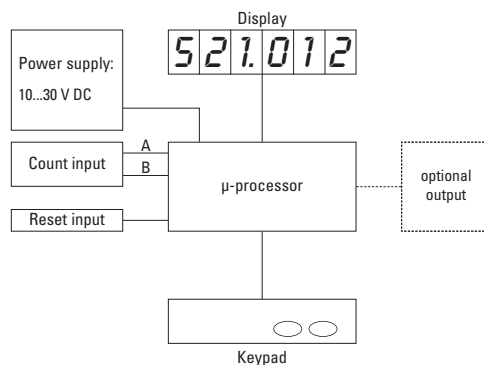 Display
521.012
Power supply:
10...30 V DC
A
Count input
B
µ-processor
optional
output
Reset input
Keypad